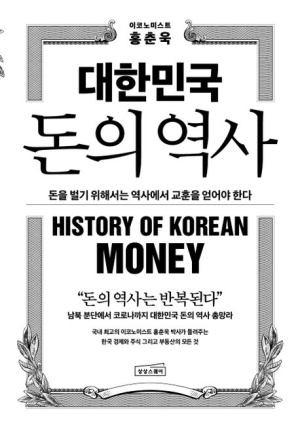 이코노미스트
홍춘욱
대한민국
돈의 역사
돈을 벌기 위해서는 역사에서 교훈을 얻어야 한다
HISTORY OF KOREAN
MONEY
“돈의 역사는 반복된다”
남북 분단에서 코로나까지 대한민국 돈의 역사 총망라
국내 최고의 이코노미스트 홍춘욱 박사가 들려주는
한국 경제와 주식 그리고 부동산의 모든 것
상상스퀘어